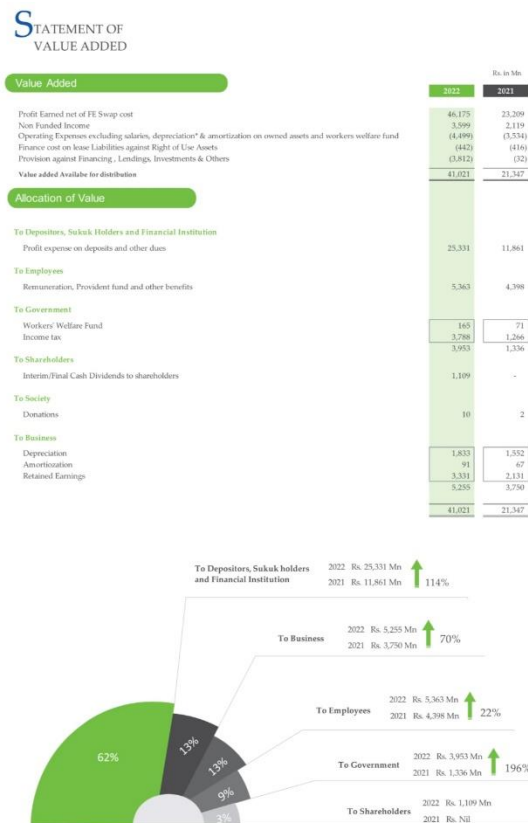 STATEMENT OF
VALUE ADDED
Rs. in Mn
Value Added
2022 2021
Profit Earned net of FE Swap cost 46,175 23,209
Non Funded Income 3,599 2,119
Operating Expenses excluding salaries, depreciation* & amortization on owned assets and workers welfare fund (4,499) (3,534)
Finance cost on lease Liabilities against Right of Use Assets (442) (416)
Provision against Financing , Lendings, Investments & Others (3,812) (32)
Value added Availabe for distribution 41,021 21,347
Allocation of Value
To Depositors, Sukuk Holders and Financial Institution
Profit expense on deposits and other dues 25,331 11,861
To Employees
Remuneration, Provident fund and other benefits 5,363 4,398
To Government
Workers' Welfare Fund 165 71
Income tax 3,788 1,266
3,953 1,336
To Shareholders
Interim/Final Cash Dividends to shareholders 1,109 -
To Society
Donations 10 2
To Business
Depreciation 1,833 1,552
Amortiozation 91 67
Retained Earnings 3,331 2,131
5,255 3,750
41,021 21,347
To Depositors, Sukuk holders 2022 Rs. 25,331 Mn
and Financial Institution 2021 Rs. 11,861 Mn 114%
2022 Rs. 5,255 Mn
To Business 2021 Rs. 3,750 Mn 70%
2022 Rs. 5,363 Mn
To Employees 2021 Rs. 4,398 Mn 22%
2022 Rs. 3,953 Mn
To Government 2021 Rs. 1,336 Mn 196%
2022 Rs. 1,109 Mn
To Shareholders 2021 Rs. Nil
62%
13%
13%
9%
3%